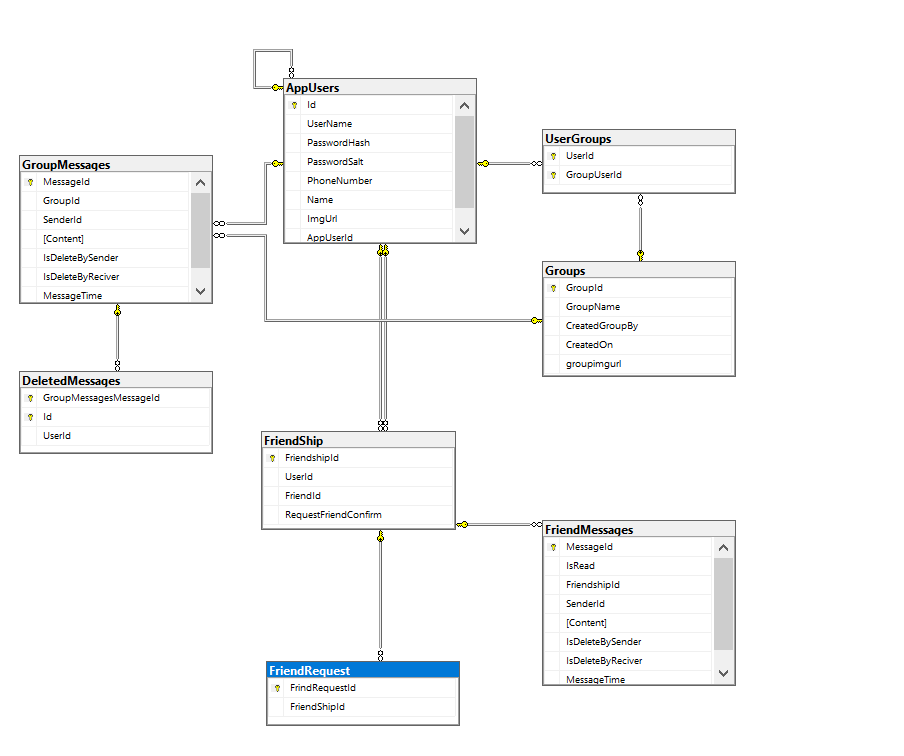 AppUsers
Id
UserName
PasswordHash
PasswordSalt
PhoneNumber
Name
ImgUrl
AppUserId
UserGroups
UserId
GroupUserId
GroupMessages
MessageId
GroupId
SenderId
[Content]
IsDeleteBySender
IsDeleteByReciver
MessageTime
Groups
GroupId
GroupName
CreatedGroupBy
CreatedOn
groupimgurl
DeletedMessages
GroupMessagesMessageId
Id
UserId
FriendShip
FriendshipId
UserId
FriendId
RequestFriendConfirm
FriendMessages
MessageId
IsRead
FriendshipId
SenderId
[Content]
IsDeleteBySender
IsDeleteByReciver
MessageTime
FriendRequest
FrindRequestId
FriendShipId